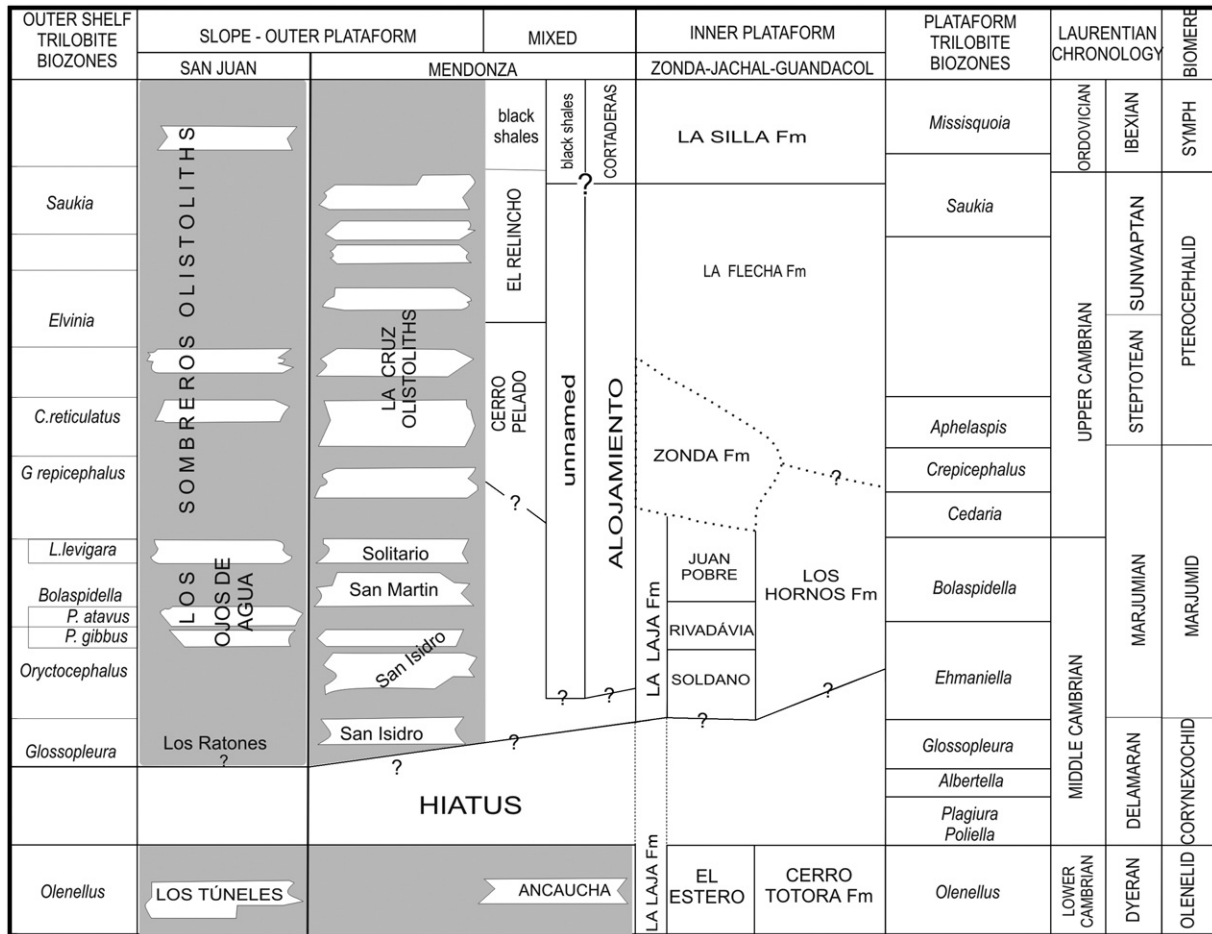 OUTER SHELF
TRILOBITE
BIOZONES
SLOPE - OUTER PLATAFORM
MIXED
INNER PLATAFORM
PLATAFORM
TRILOBITE
BIOZONES
LAURENTIAN
CHRONOLOGY
BIOMERE
SAN JUAN
MENDONZA
ZONDA-JACHAL-GUANDACOL
Saukia
Elvinia
C.reticulatus
G repicephalus
L.levigara
Bolaspidella
P. atavus
P. gibbus
Oryctocephalus
Glossopleura
Olenellus
LOS SOMBREROS OLISTOLITHS
OJOS DE
AGUA
Los Ratones
?
LOS TÚNELES
LA CRUZ
OLISTOLITHS
Solitario
San Martin
San Isidro
San Isidro
?
HIATUS
ANCAUCHA
black
shales
EL RELINCHO
CERRO
PELADO
?
?
black shales
CORTADERAS
?
unnamed
ALOJAMIENTO
?
?
LA SILLA Fm
LA FLECHA Fm
ZONDA Fm
?
LA LAJA Fm
JUAN
POBRE
RIVADÁVIA
SOLDANO
LOS
HORNOS Fm
?
?
LA LAJA Fm
EL
ESTERO
CERRO
TOTORA Fm
Missisquoia
Saukia
Aphelaspis
Crepicephalus
Cedaria
Bolaspidella
Ehmaniella
Glossopleura
Albertella
Plagiura
Poliella
Olenellus
ORDOVICIAN
UPPER CAMBRIAN
MIDDLE CAMBRIAN
LOWER
CAMBRIAN
IBEXIAN
SUNWAPTAN
STEPTOTEAN
MARJUMIAN
DELAMARAN
DYERAN
SYMPH
PTEROCEPHALID
MARJUMID
CORYNEXOCHID
OLENELID